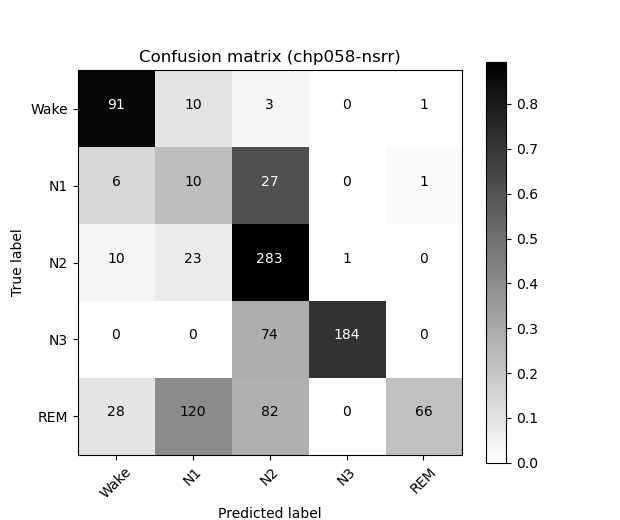 Confusion matrix (chp058-nsrr)
Wake 91 10 3 0 1
N1 6 10 27 0 1
N2 10 23 283 1 0
N3 0 0 74 184 0
REM 28 120 82 0 66
Wake N1 N2 N3 REM
True label
Predicted label
0.8
0.7
0.6
0.5
0.4
0.3
0.2
0.1
0.0